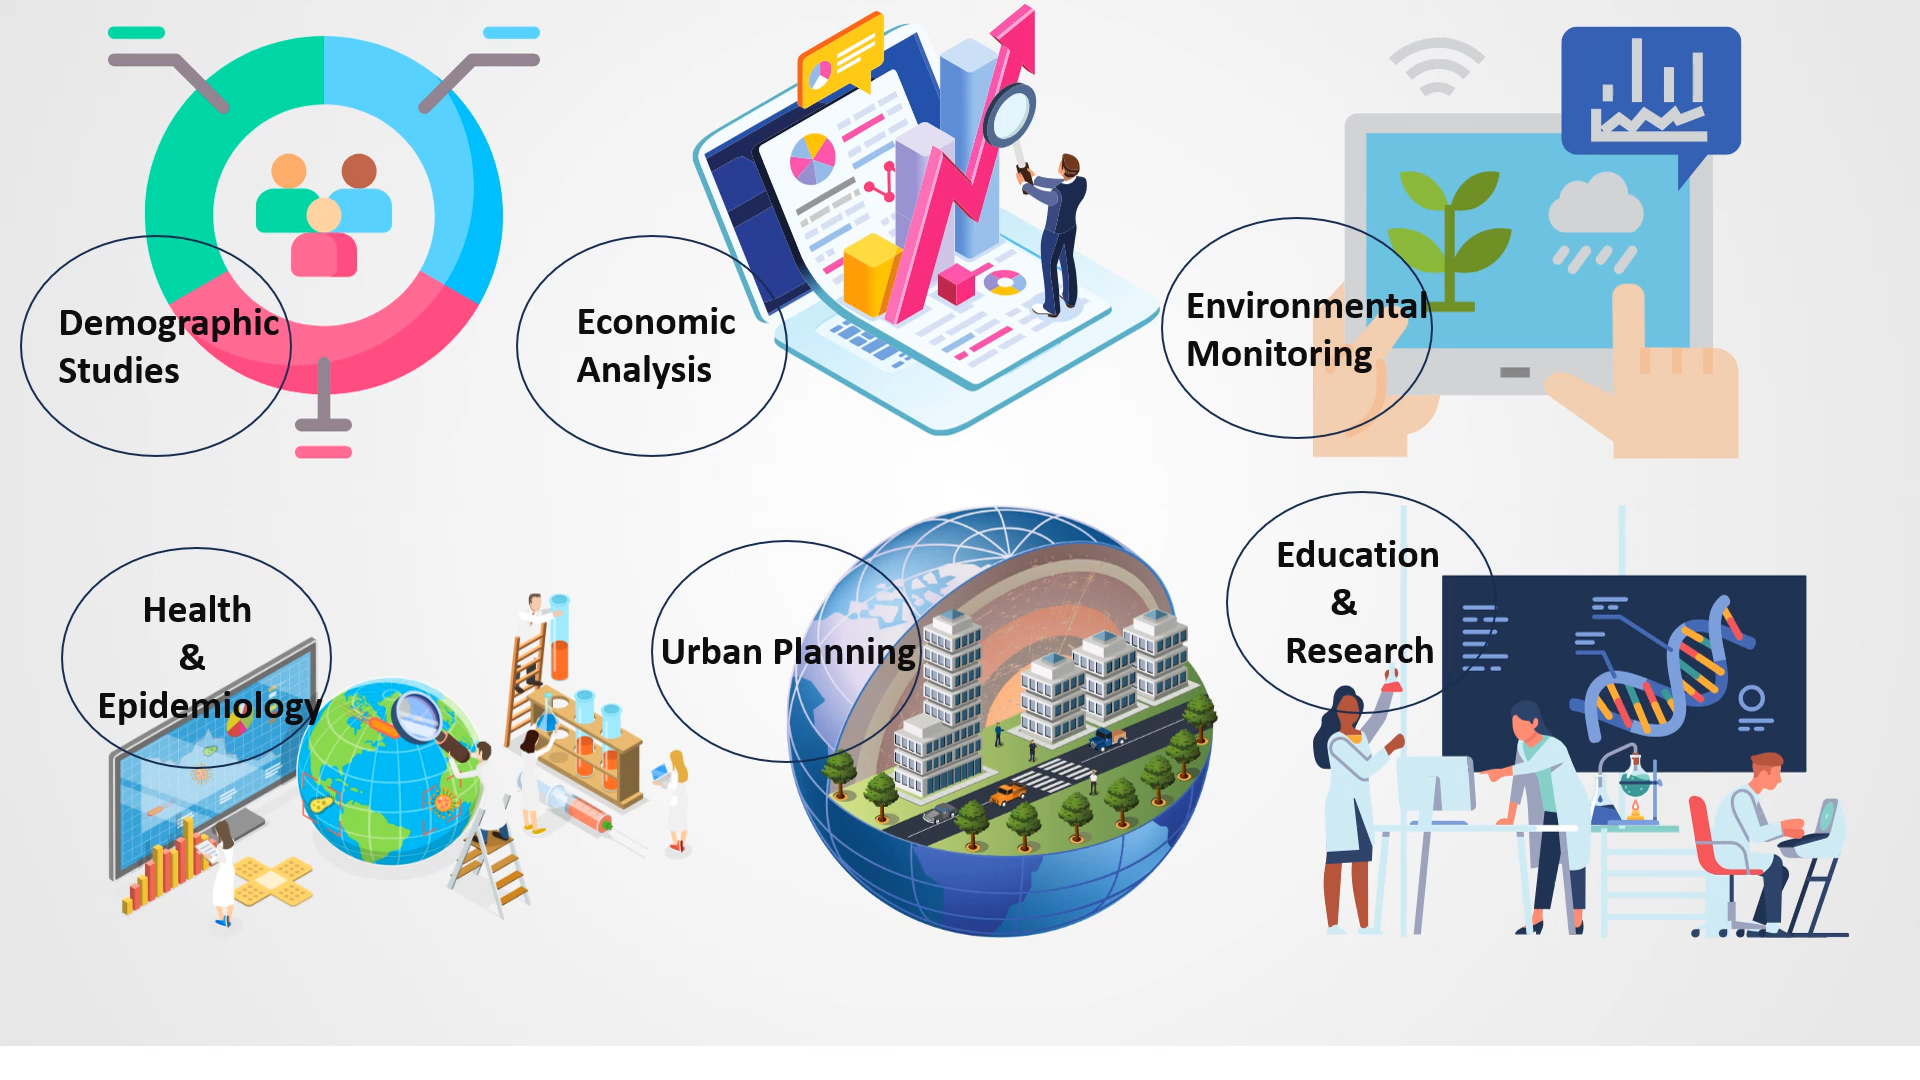 Demographic
Studies
Economic
Analysis
Environmental
Monitoring
Health
&
Epidemiology
Urban Planning
Education
&
Research